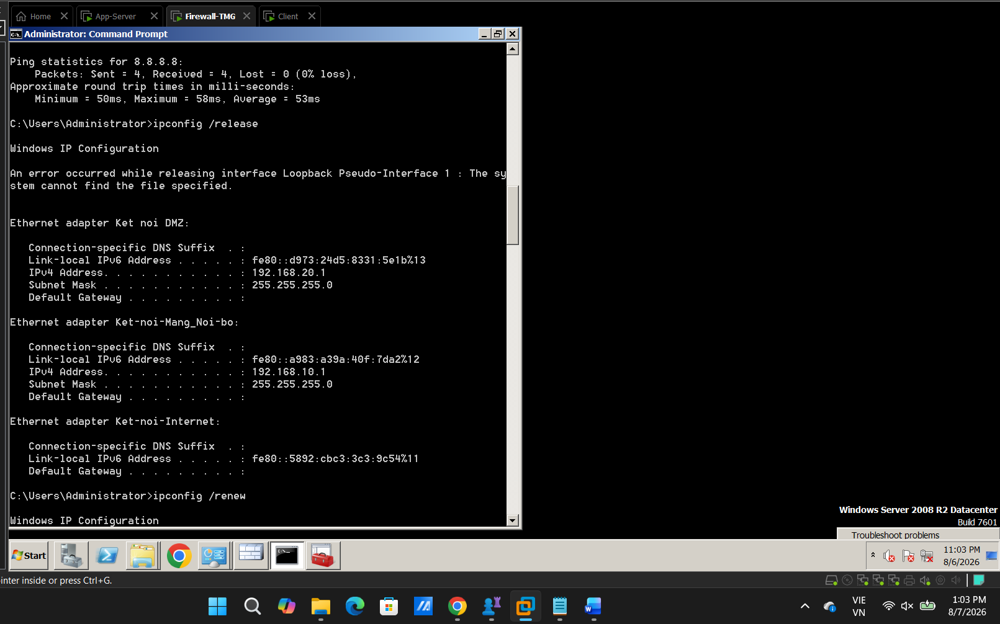 Home
App-Server
Firewall-TMG
Client
Administrator: Command Prompt
Ping statistics for 8.8.8.8:
Packets: Sent = 4, Received = 4, Lost = 0 (0% loss),
Approximate round trip times in milli-seconds:
Minimum = 50ms, Maximum = 58ms, Average = 53ms
C:\Users\Administrator>ipconfig /release
Windows IP Configuration
An error occurred while releasing interface Loopback Pseudo-Interface 1 : The sy
stem cannot find the file specified.
Ethernet adapter Ket noi DMZ:
Connection-specific DNS Suffix  . :
Link-local IPv6 Address . . . . . : fe80::d973:24d5:8331:5e1b%13
IPv4 Address. . . . . . . . . . . : 192.168.20.1
Subnet Mask . . . . . . . . . . . : 255.255.255.0
Default Gateway . . . . . . . . . :
Ethernet adapter Ket-noi-Mang_Noi-bo:
Connection-specific DNS Suffix  . :
Link-local IPv6 Address . . . . . : fe80::a983:a39a:40f:7da2%12
IPv4 Address. . . . . . . . . . . : 192.168.10.1
Subnet Mask . . . . . . . . . . . : 255.255.255.0
Default Gateway . . . . . . . . . :
Ethernet adapter Ket-noi-Internet:
Connection-specific DNS Suffix  . :
Link-local IPv6 Address . . . . . : fe80::5892:cbc3:3c3:9c54%11
Default Gateway . . . . . . . . . :
C:\Users\Administrator>ipconfig /renew
Windows IP Configuration
Windows Server 2008 R2 Datacenter
Build 7601
Troubleshoot problems
Start
11:03 PM
8/6/2026
inter inside or press Ctrl+G.
VIE
VN
1:03 PM
8/7/2026